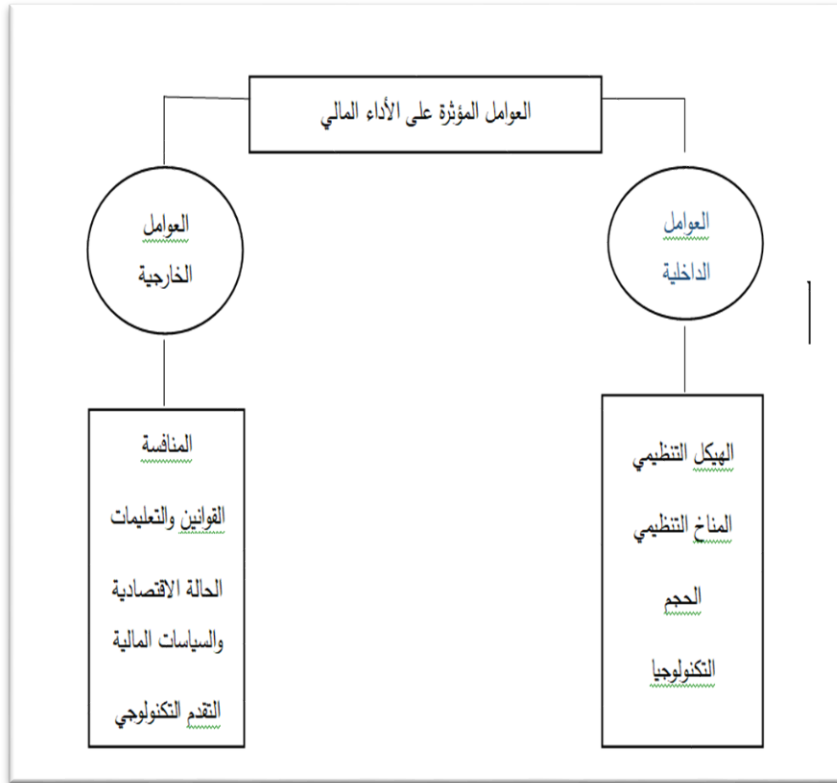 العوامل المؤثرة على الأداء المالي
العوامل
الداخلية
الهيكل التنظيمي
المناخ التنظيمي
الحجم
التكنولوجيا
العوامل
الخارجية
المنافسة
القوانين والتعليمات
الحالة الاقتصادية
والسياسات المالية
التقدم التكنولوجي